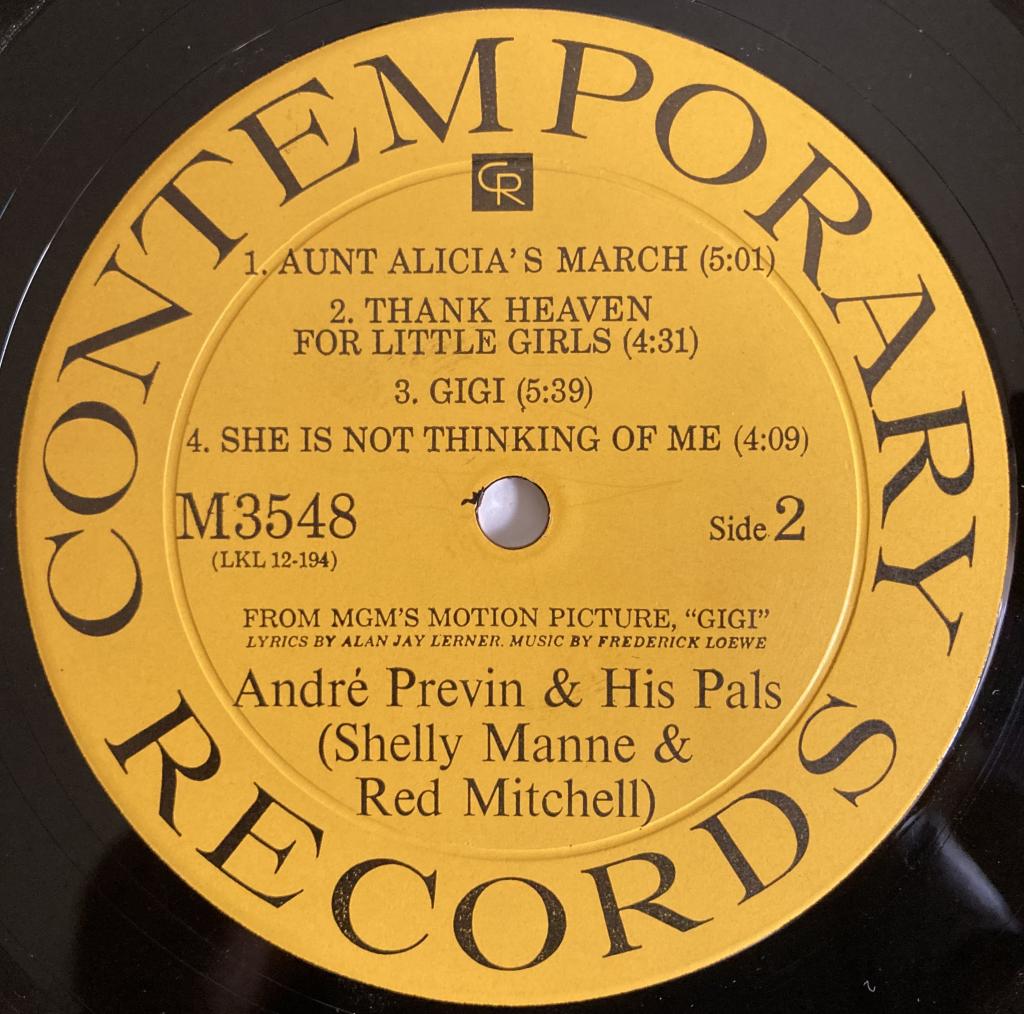 CONTEMPORARY
CR
1. AUNT ALICIA'S MARCH (5:01)
2. THANK HEAVEN
FOR LITTLE GIRLS (4:31)
3. GIGI (5:39)
4. SHE IS NOT THINKING OF ME (4:09)
M3548
(LKL 12-194)
Side 2
FROM MGM'S MOTION PICTURE, "GIGI"
LYRICS BY ALAN JAY LERNER. MUSIC BY FREDERICK LOEWE
André Previn & His Pals
(Shelly Manne &
Red Mitchell)
RECORDS